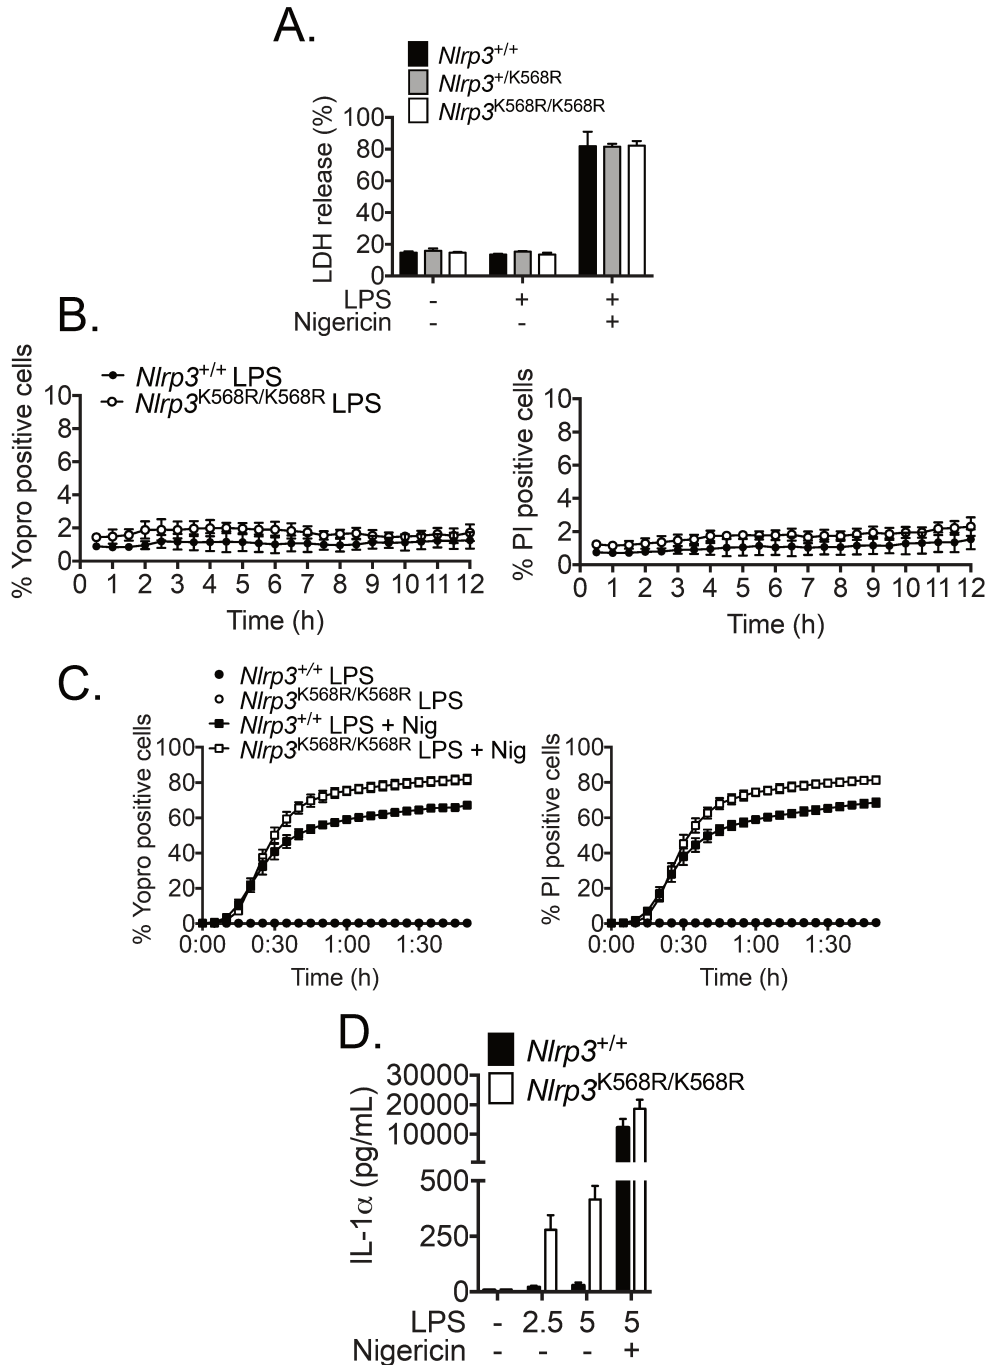 A.
Nlrp3+/+
Nlrp3+/K568R
Nlrp3K568R/K568R
LDH release (%)
100
80
60
40
20
0
LPS - + +
Nigericin - - +
B.
Nlrp3+/+ LPS
Nlrp3K568R/K568R LPS
% Yopro positive cells
10
8
6
4
2
0
0 1 2 3 4 5 6 7 8 9 10 11 12
Time (h)
% PI positive cells
10
8
6
4
2
0
0 1 2 3 4 5 6 7 8 9 10 11 12
Time (h)
C.
Nlrp3+/+ LPS
Nlrp3K568R/K568R LPS
Nlrp3+/+ LPS + Nig
Nlrp3K568R/K568R LPS + Nig
% Yopro positive cells
100
80
60
40
20
0
0:00 0:30 1:00 1:30
Time (h)
% PI positive cells
100
80
60
40
20
0
0:00 0:30 1:00 1:30
Time (h)
D.
Nlrp3+/+
Nlrp3K568R/K568R
IL-1α (pg/mL)
30000
20000
10000
500
250
0
LPS - 2.5 5 5
Nigericin - - - +